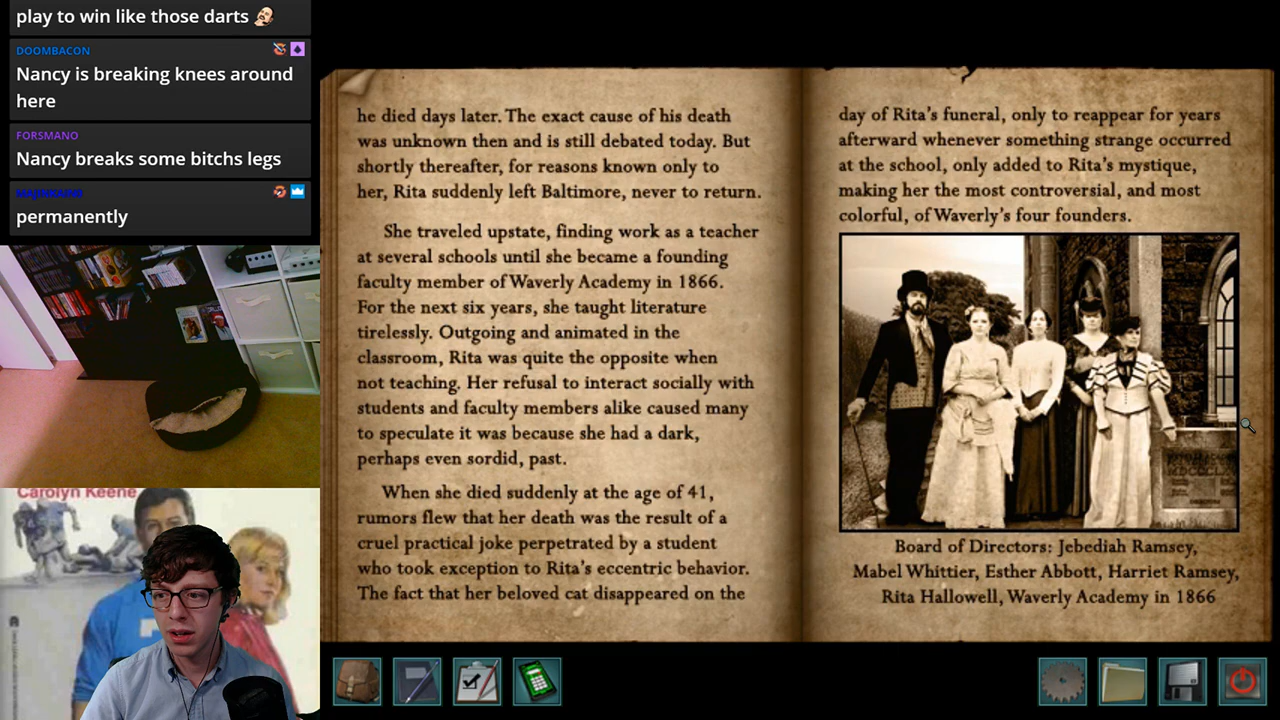 play to win like those darts
DOOMBACON
Nancy is breaking knees around
here
FORSMANO
Nancy breaks some bitchs legs
permanently
Carolyn Keene
he died days later. The exact cause of his death
was unknown then and is still debated today. But
shortly thereafter, for reasons known only to
her, Rita suddenly left Baltimore, never to return.
She traveled upstate, finding work as a teacher
at several schools until she became a founding
faculty member of Waverly Academy in 1866.
For the next six years, she taught literature
tirelessly. Outgoing and animated in the
classroom, Rita was quite the opposite when
not teaching. Her refusal to interact socially with
students and faculty members alike caused many
to speculate it was because she had a dark,
perhaps even sordid, past.
When she died suddenly at the age of 41,
rumors flew that her death was the result of a
cruel practical joke perpetrated by a student
who took exception to Rita's eccentric behavior.
The fact that her beloved cat disappeared on the
day of Rita's funeral, only to reappear for years
afterward whenever something strange occurred
at the school, only added to Rita's mystique,
making her the most controversial, and most
colorful, of Waverly's four founders.
Board of Directors: Jebediah Ramsey,
Mabel Whittier, Esther Abbott, Harriet Ramsey,
Rita Hallowell, Waverly Academy in 1866